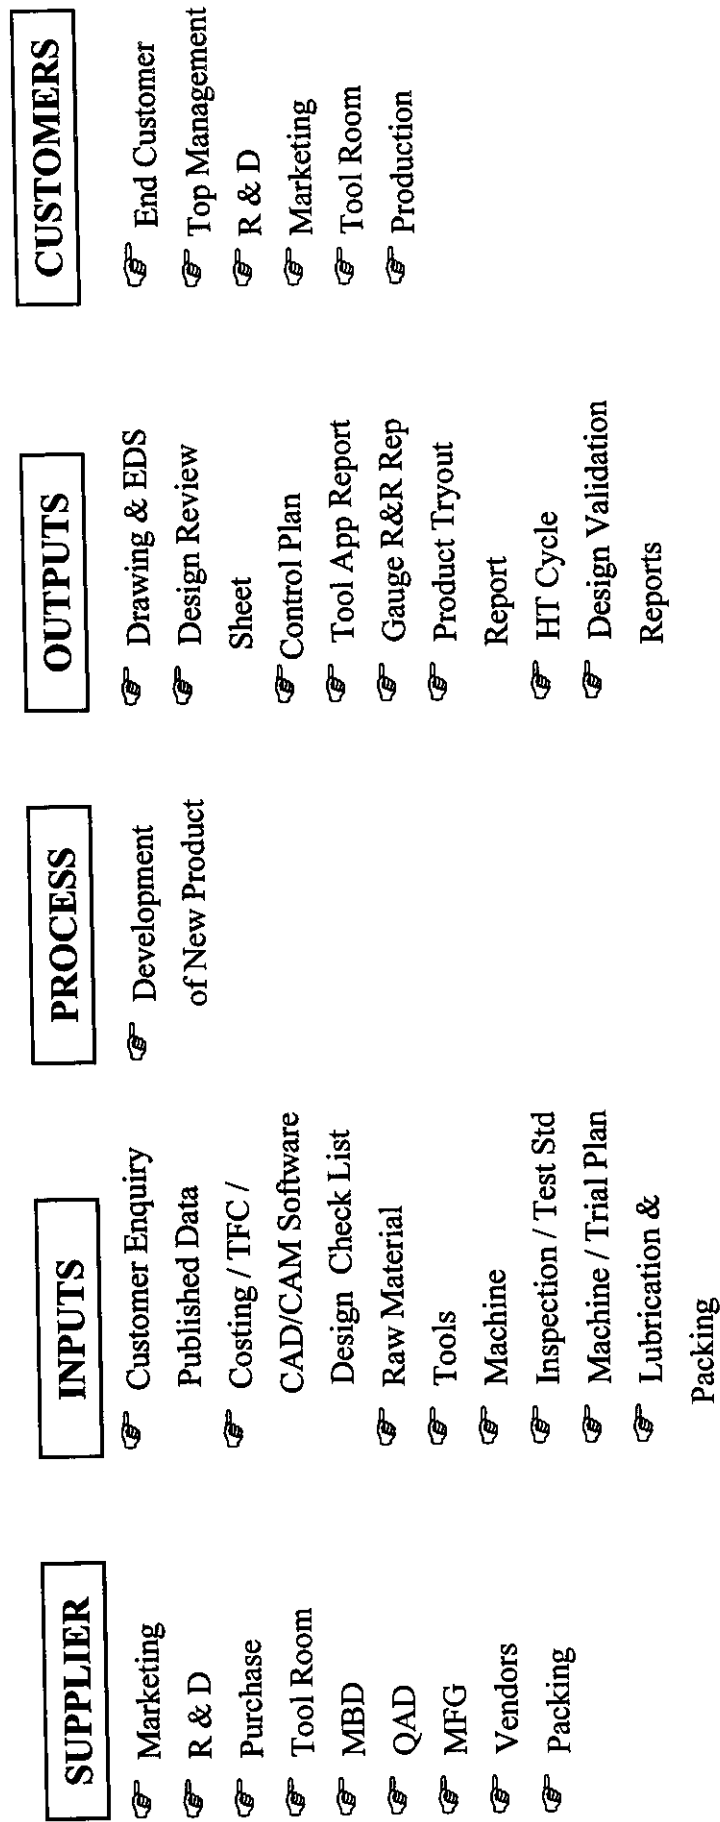 SUPPLIER
Marketing
R & D
Purchase
Tool Room
MBD
QAD
MFG
Vendors
Packing
INPUTS
Customer Enquiry
Published Data
Costing / TFC /
CAD/CAM Software
Design Check List
Raw Material
Tools
Machine
Inspection / Test Std
Machine / Trial Plan
Lubrication &
Packing
PROCESS
Development
of New Product
OUTPUTS
Drawing & EDS
Design Review
Sheet
Control Plan
Tool App Report
Gauge R&R Rep
Product Tryout
Report
HT Cycle
Design Validation
Reports
CUSTOMERS
End Customer
Top Management
R & D
Marketing
Tool Room
Production